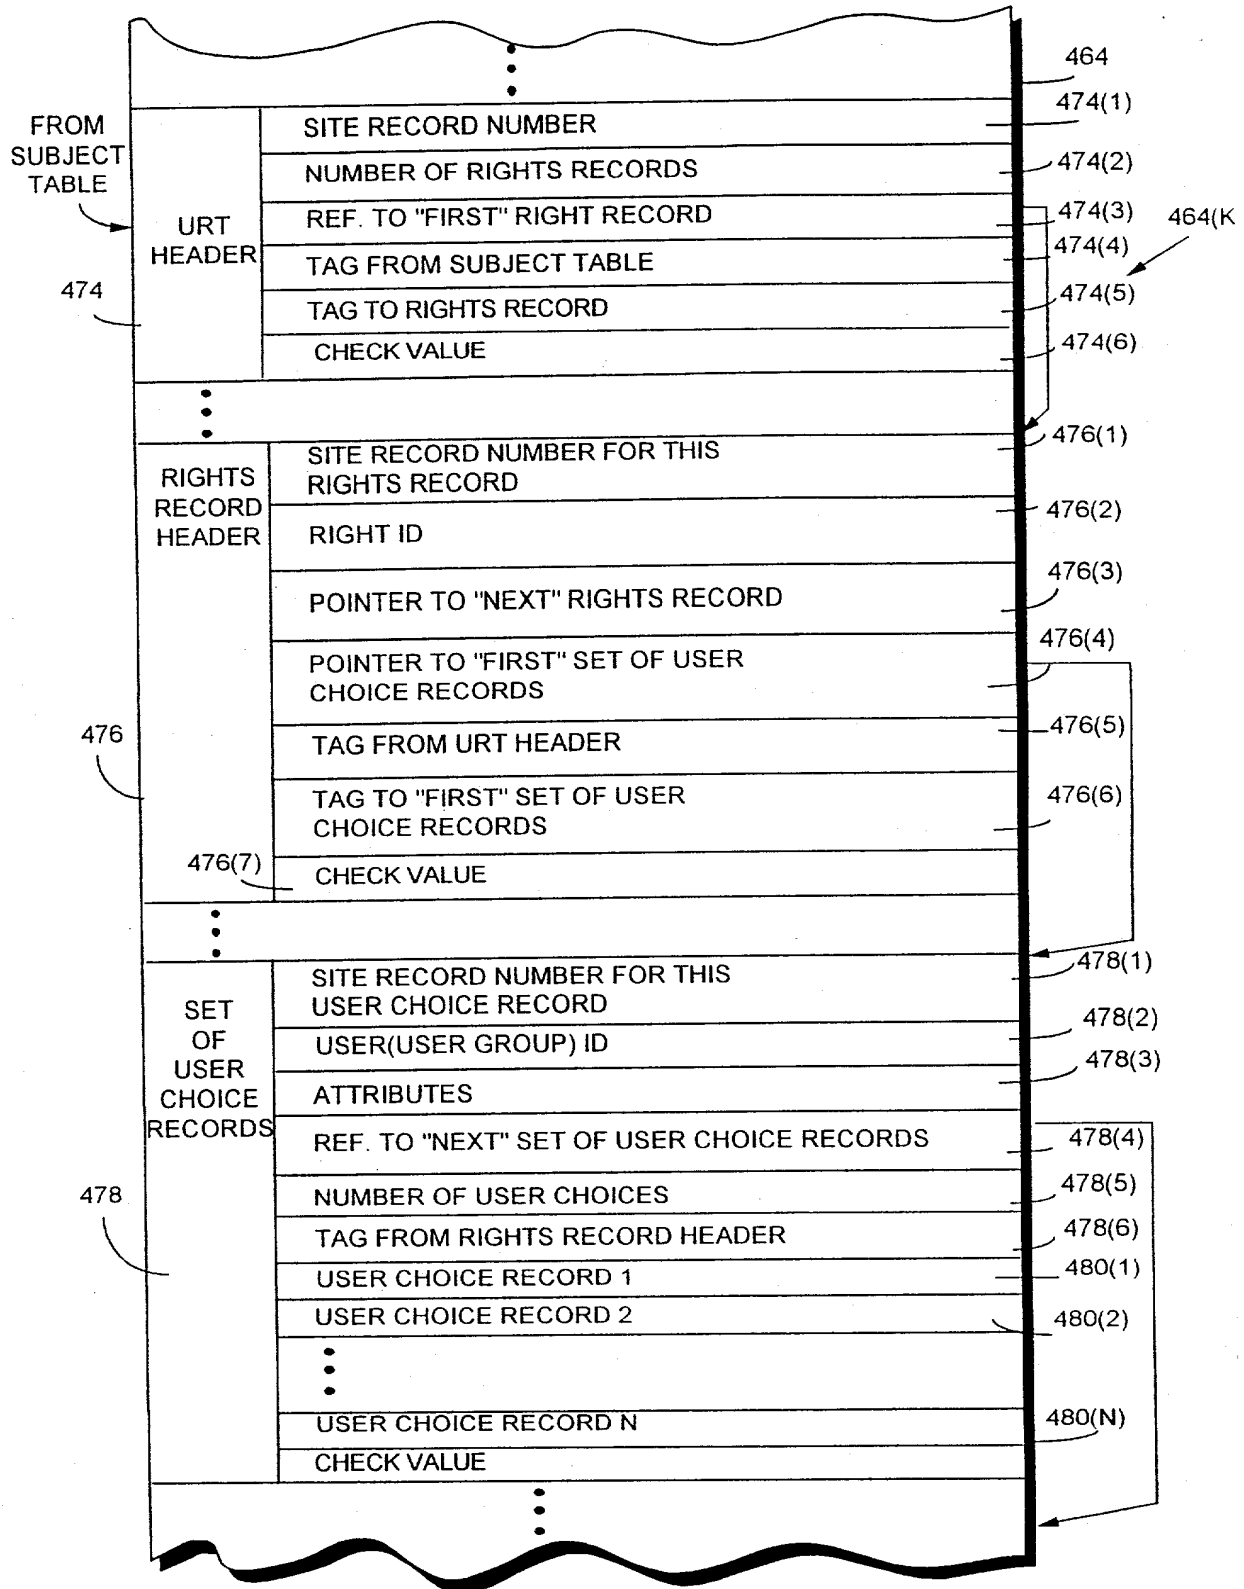 464
FROM
SUBJECT
TABLE
URT
HEADER
474
SITE RECORD NUMBER
474(1)
NUMBER OF RIGHTS RECORDS
474(2)
REF. TO "FIRST" RIGHT RECORD
474(3)
464(K
TAG FROM SUBJECT TABLE
474(4)
TAG TO RIGHTS RECORD
474(5)
CHECK VALUE
474(6)
RIGHTS
RECORD
HEADER
476
SITE RECORD NUMBER FOR THIS
RIGHTS RECORD
476(1)
RIGHT ID
476(2)
POINTER TO "NEXT" RIGHTS RECORD
476(3)
POINTER TO "FIRST" SET OF USER
CHOICE RECORDS
476(4)
TAG FROM URT HEADER
476(5)
TAG TO "FIRST" SET OF USER
CHOICE RECORDS
476(6)
476(7)
CHECK VALUE
SET
OF
USER
CHOICE
RECORDS
478
SITE RECORD NUMBER FOR THIS
USER CHOICE RECORD
478(1)
USER(USER GROUP) ID
478(2)
ATTRIBUTES
478(3)
REF. TO "NEXT" SET OF USER CHOICE RECORDS
478(4)
NUMBER OF USER CHOICES
478(5)
TAG FROM RIGHTS RECORD HEADER
478(6)
USER CHOICE RECORD 1
480(1)
USER CHOICE RECORD 2
480(2)
USER CHOICE RECORD N
480(N)
CHECK VALUE